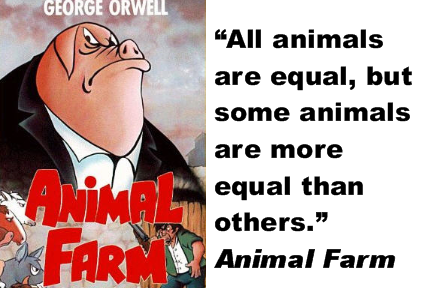 GEORGE ORWELL
ANIMAL
FARM
“All animals
are equal, but
some animals
are more
equal than
others.”
Animal Farm